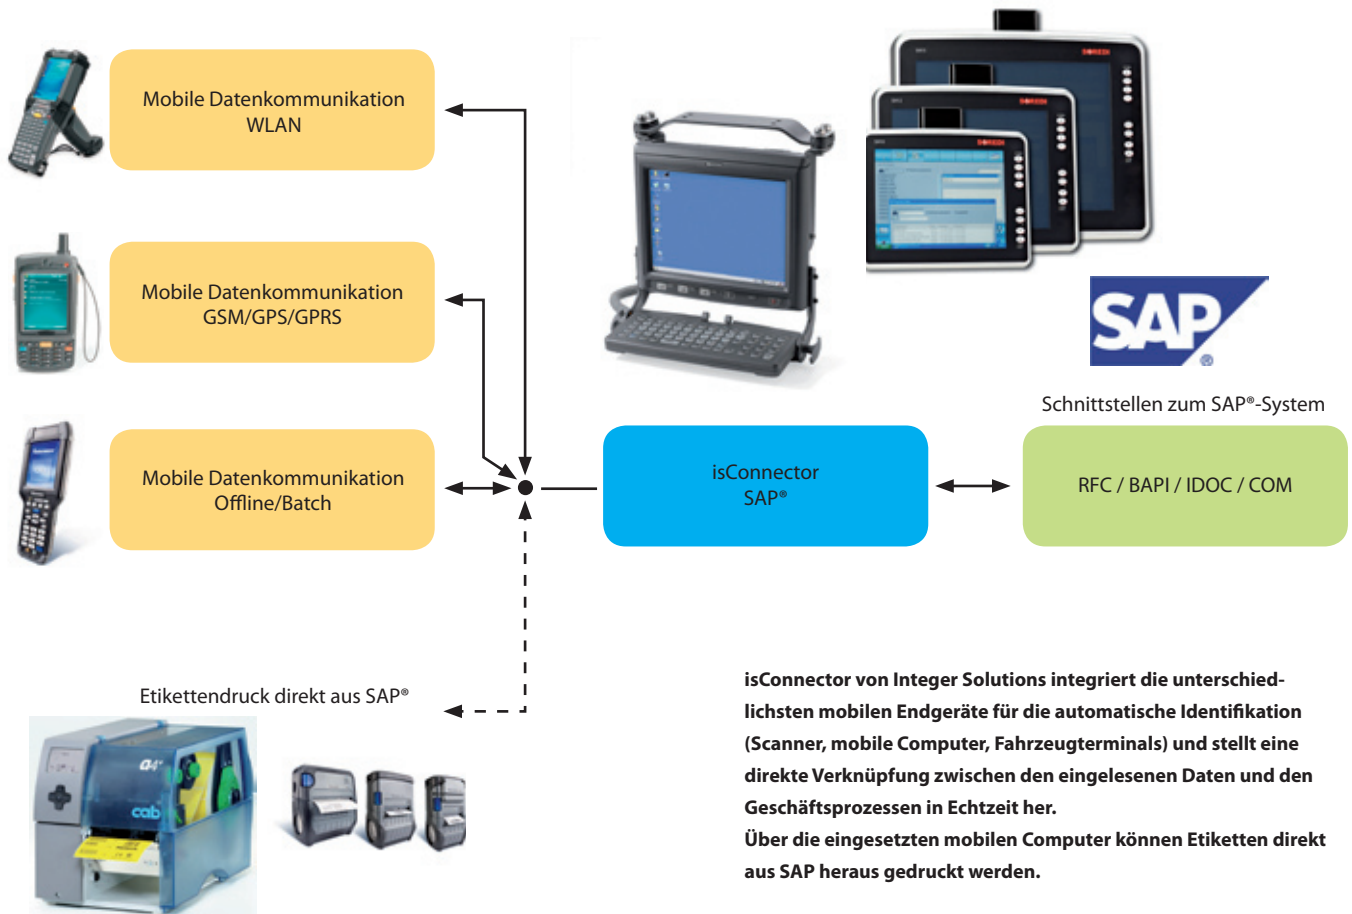 Mobile Datenkommunikation
WLAN
Mobile Datenkommunikation
GSM/GPS/GPRS
Mobile Datenkommunikation
Offline/Batch
SAP
®
Schnittstellen zum SAP®-System
isConnector
SAP®
RFC / BAPI / IDOC / COM
Etikettendruck direkt aus SAP®
a4+
cab
isConnector von Integer Solutions integriert die unterschied-
lichsten mobilen Endgeräte für die automatische Identifikation
(Scanner, mobile Computer, Fahrzeugterminals) und stellt eine
direkte Verknüpfung zwischen den eingelesenen Daten und den
Geschäftsprozessen in Echtzeit her.
Über die eingesetzten mobilen Computer können Etiketten direkt
aus SAP heraus gedruckt werden.